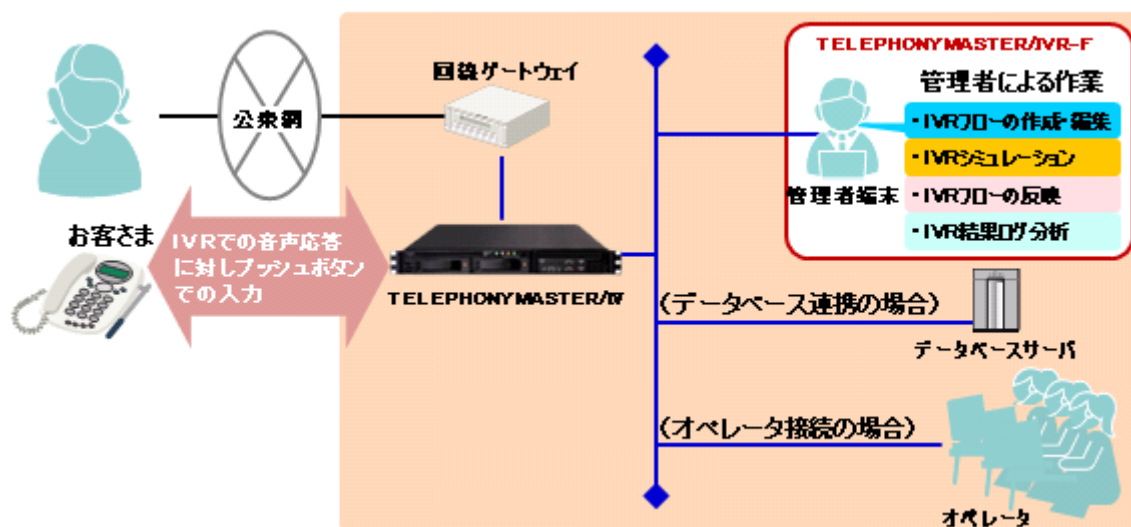 TELEPHONYMASTER/IVR-F
管理者による作業
・IVRフローの作成・編集
・IVRシミュレーション
・IVRフローの反映
・IVR結果ログ分析
管理者端末
回線ゲートウェイ
公衆網
お客さま
IVRでの音声応答
に対しプッシュボタン
での入力
TELEPHONYMASTER/IV
(データベース連携の場合)
データベースサーバ
(オペレータ接続の場合)
オペレータ